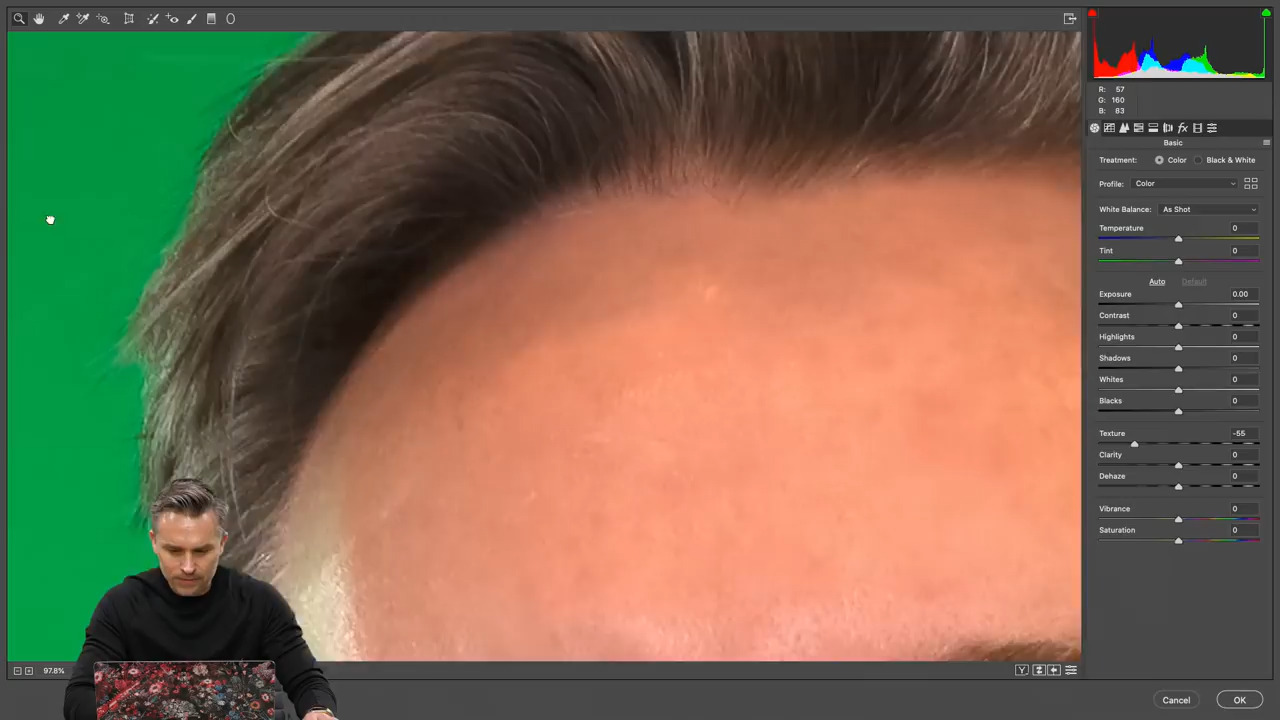 R: 57
G: 160
B: 63
Basic
Treatment: Color Black & White
Profile: Color
White Balance: As Shot
Temperature 0
Tint 0
Auto Default
Exposure 0.00
Contrast 0
Highlights 0
Shadows 0
Whites 0
Blacks 0
Texture -55
Clarity 0
Dehaze 0
Vibrance 0
Saturation 0
97.8% Y
Cancel OK